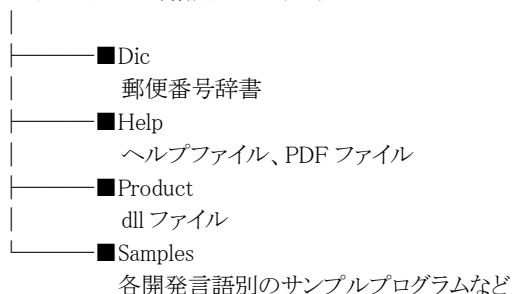 ■Dic
郵便番号辞書
■Help
ヘルプファイル、PDF ファイル
■Product
dll ファイル
■Samples
各開発言語別のサンプルプログラムなど